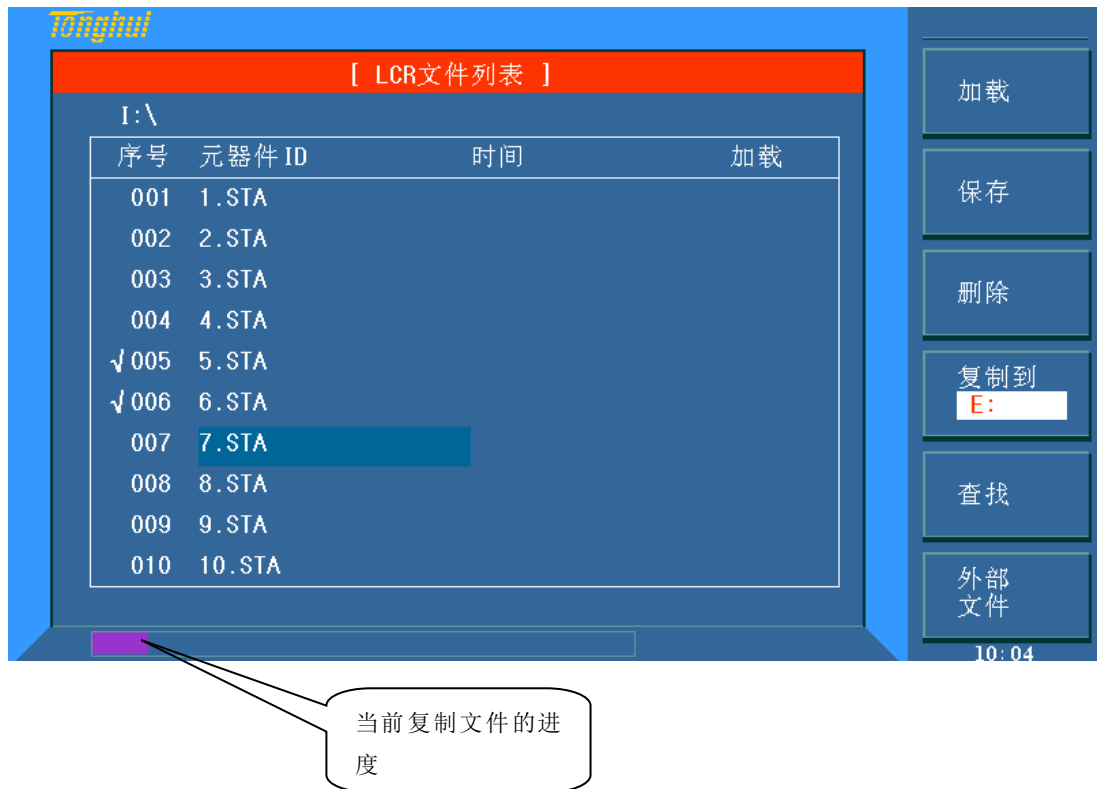 Tonghui
[ LCR文件列表 ]
I:\
序号 元器件ID 时间 加载
001 1.STA
002 2.STA
003 3.STA
004 4.STA
√005 5.STA
√006 6.STA
007 7.STA
008 8.STA
009 9.STA
010 10.STA
加载
保存
删除
复制到
E:
查找
外部
文件
10:04
当前复制文件的进
度